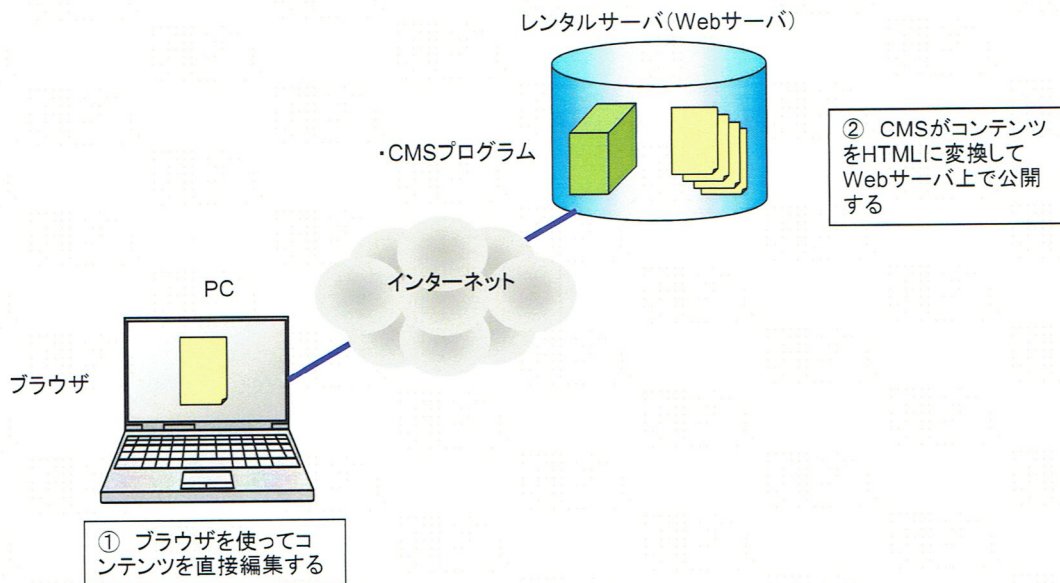 レンタルサーバ(Webサーバ)
・CMSプログラム
② CMSがコンテンツ
をHTMLに変換して
Webサーバ上で公開
する
インターネット
PC
ブラウザ
① ブラウザを使ってコ
ンテンツを直接編集する